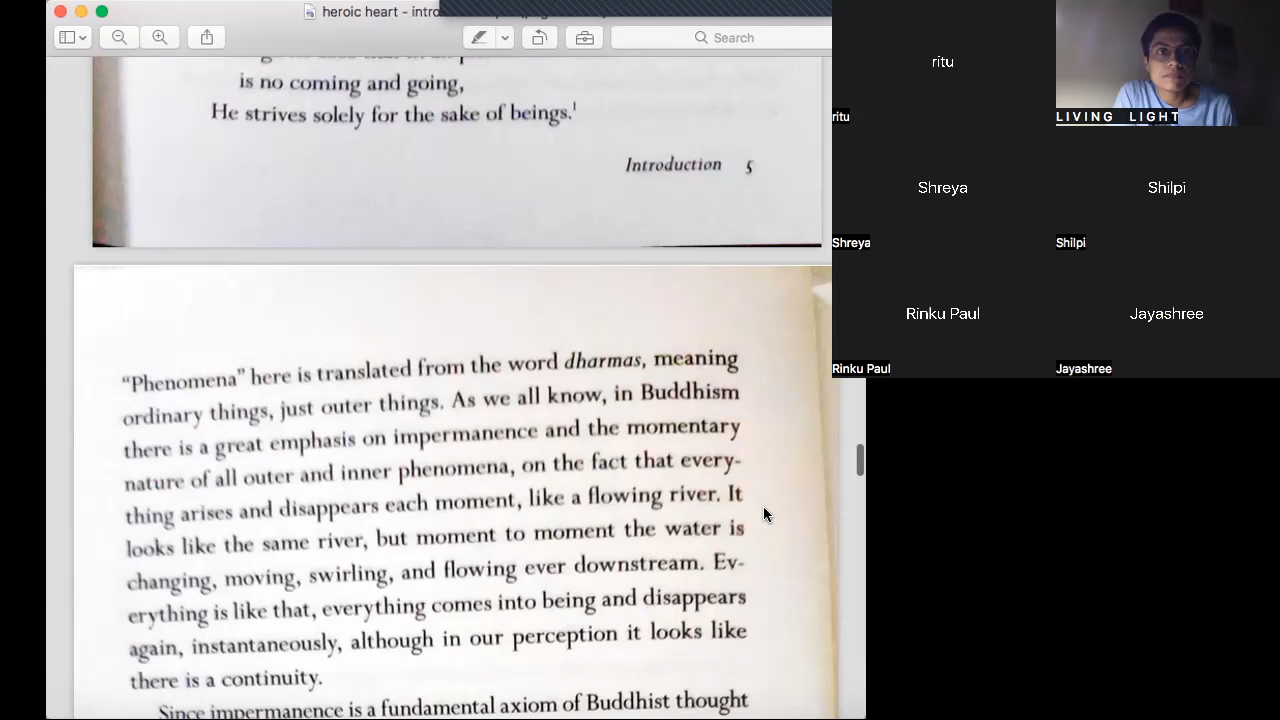 heroic heart - intro
Search
is no coming and going,
He strives solely for the sake of beings.1
Introduction 5
“Phenomena” here is translated from the word dharmas, meaning
ordinary things, just outer things. As we all know, in Buddhism
there is a great emphasis on impermanence and the momentary
nature of all outer and inner phenomena, on the fact that every-
thing arises and disappears each moment, like a flowing river. It
looks like the same river, but moment to moment the water is
changing, moving, swirling, and flowing ever downstream. Ev-
erything is like that, everything comes into being and disappears
again, instantaneously, although in our perception it looks like
there is a continuity.
Since impermanence is a fundamental axiom of Buddhist thought
ritu
ritu
LIVING LIGHT
Shreya
Shreya
Shilpi
Shilpi
Rinku Paul
Rinku Paul
Jayashree
Jayashree